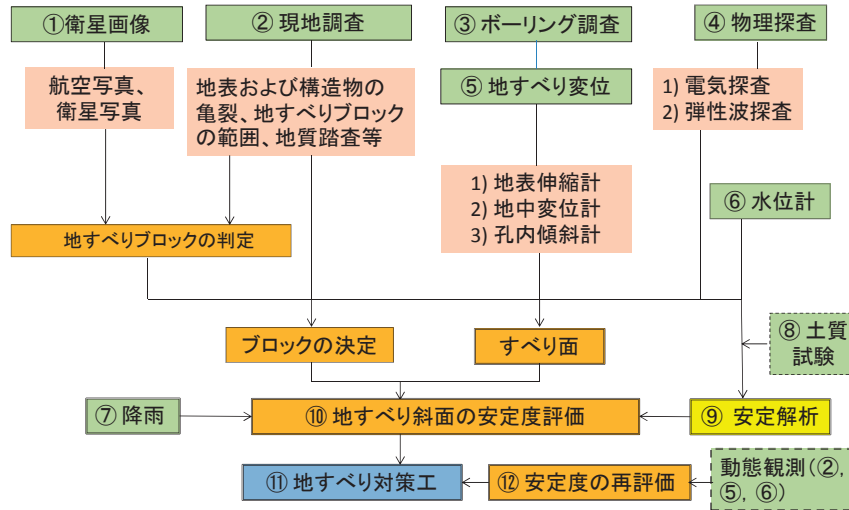 ①衛星画像
② 現地調査
③ ボーリング調査
④ 物理探査
航空写真、
衛星写真
地表および構造物の
亀裂、地すべりブロック
の範囲、地質踏査等
⑤ 地すべり変位
1) 電気探査
2) 弾性波探査
1) 地表伸縮計
2) 地中変位計
3) 孔内傾斜計
⑥ 水位計
地すべりブロックの判定
ブロックの決定
すべり面
⑧ 土質
試験
⑦ 降雨
⑩ 地すべり斜面の安定度評価
⑨ 安定解析
⑪ 地すべり対策工
⑫ 安定度の再評価
動態観測(②,
⑤, ⑥)